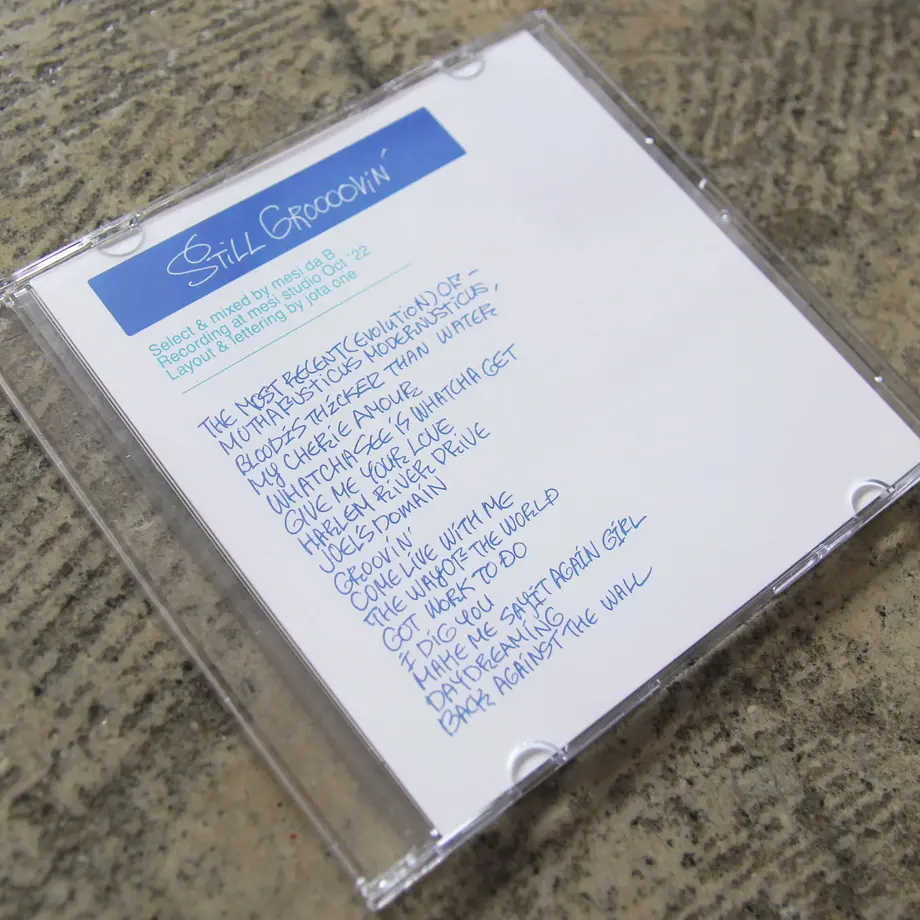 STiLL GROOOOViN'
Select & mixed by mesi da B
Recording at mesi studio Oct '22
Layout & lettering by jota one
THE MOST RECENT(EVOLUTiON) OF –
MUTHARUSTICUS MODERNUSTICUS,
BLOOD iS THiCKER THAN WATER
MY CHERiE AMOUR
WHATCHA SEE iS WHATCHA GET
GiVE ME YOUR LOVE
HARLEM RiVER DRiVE
JOEL'S DOMAiN
GROOViN'
COME LiVE WiTH ME
THE WAY OF THE WORLD
GOT WORK TO DO
I DiG YOU
MAKE ME SAY IT AGAIN GiRL
DAYDREAMiNG
BACK AGAiNST THE WALL